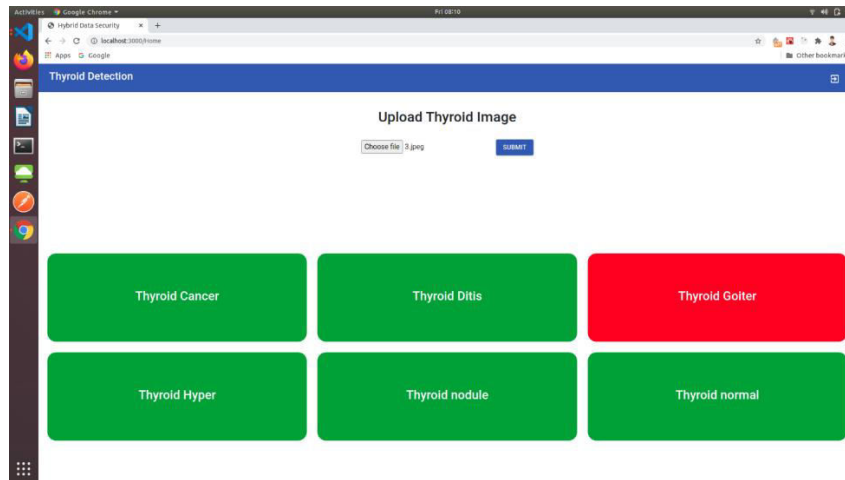 Activities Google Chrome Fri 08:10
Hybrid Data Security
localhost:3000/Home
Apps Google Other bookmark
Thyroid Detection
Upload Thyroid Image
Choose file 3.jpeg SUBMIT
Thyroid Cancer Thyroid Ditis Thyroid Goiter
Thyroid Hyper Thyroid nodule Thyroid normal